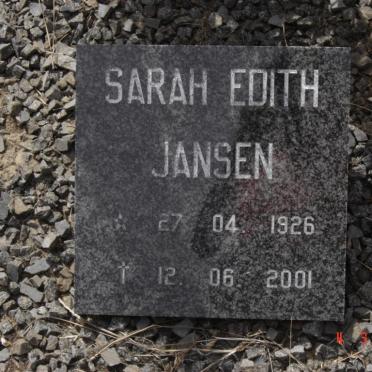 SARAH EDITH
JANSEN
☆ 27. 04. 1926
† 12. 06. 2001